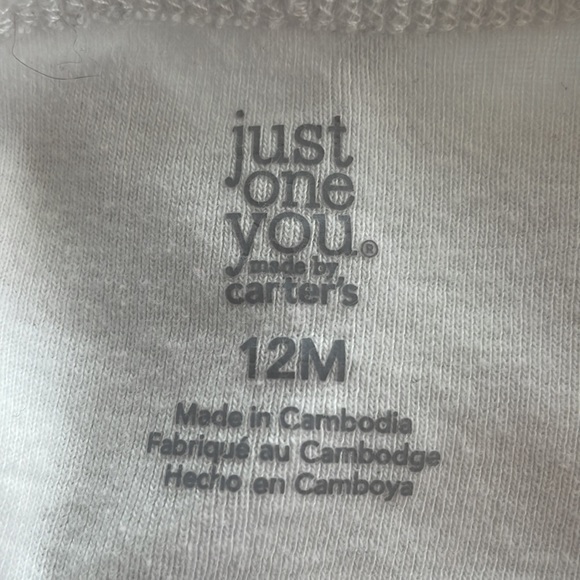 just
one
you®
made by
carter's
12M
Made in Cambodia
Fabriqué au Cambodge
Hecho en Camboya